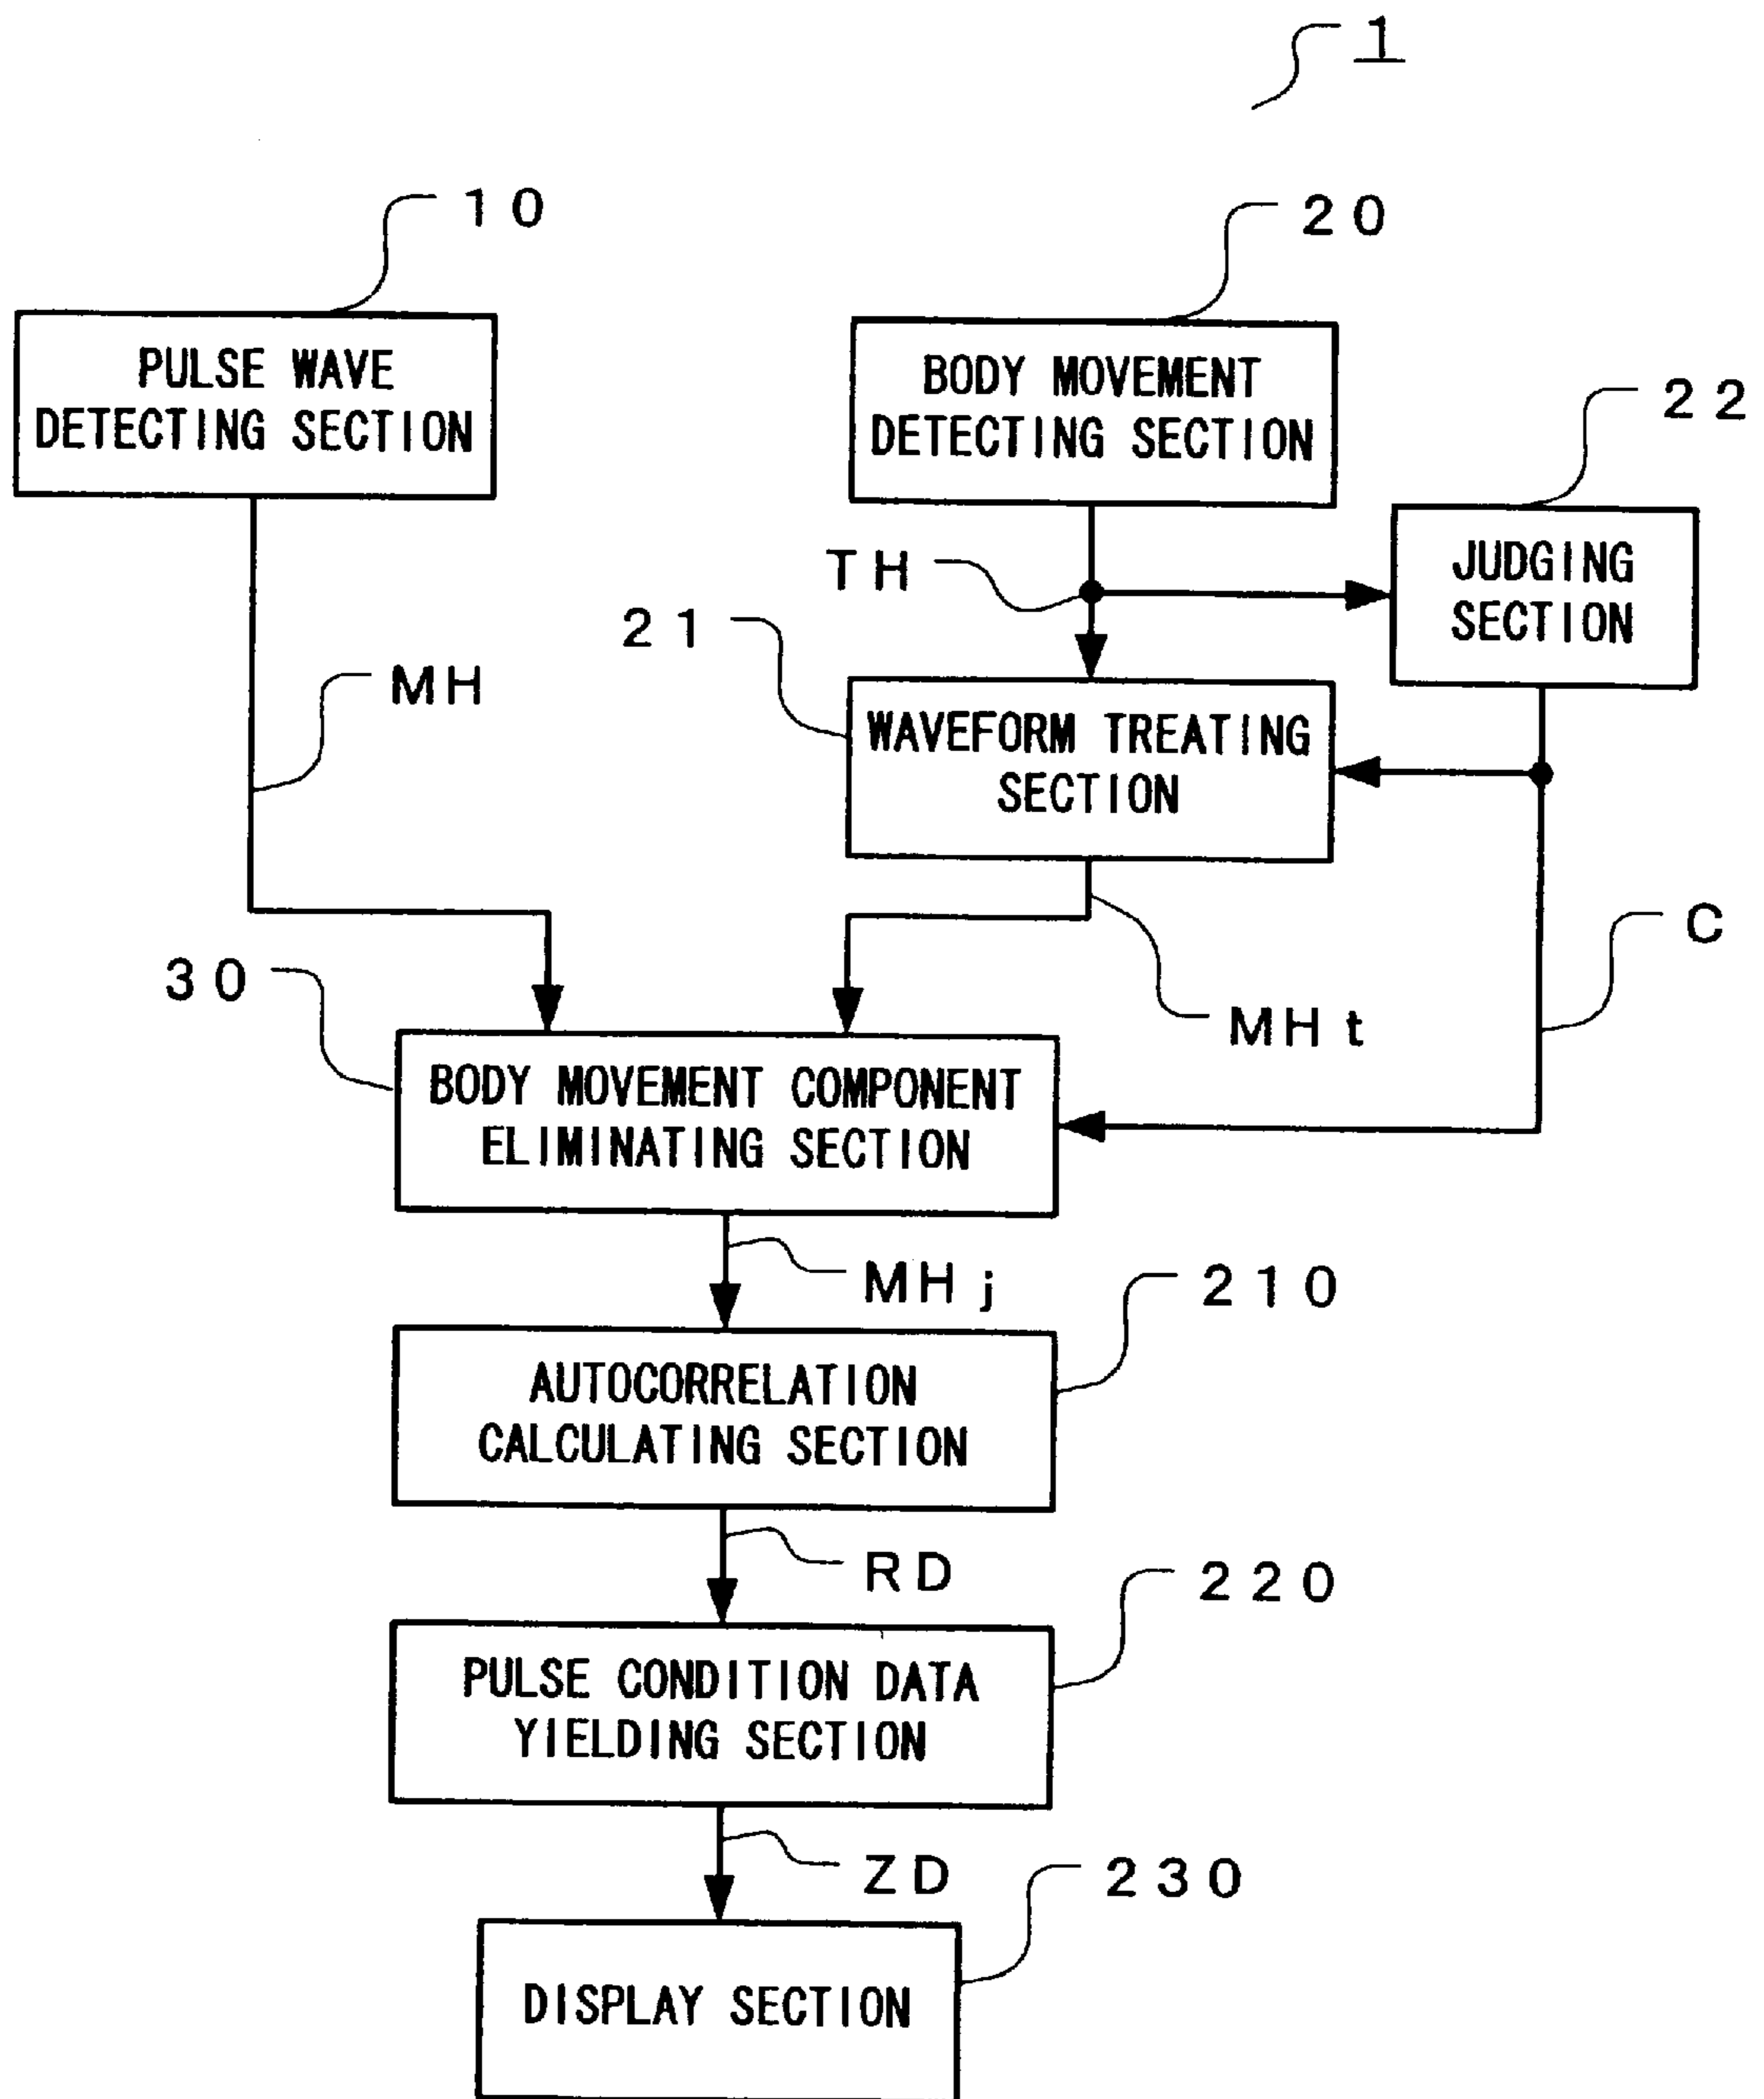 1
10
20
PULSE WAVE
DETECTING SECTION
BODY MOVEMENT
DETECTING SECTION
22
JUDGING
SECTION
TH
21
MH
WAVEFORM TREATING
SECTION
C
30
MHt
BODY MOVEMENT COMPONENT
ELIMINATING SECTION
MHj
210
AUTOCORRELATION
CALCULATING SECTION
RD
220
PULSE CONDITION DATA
YIELDING SECTION
ZD
230
DISPLAY SECTION